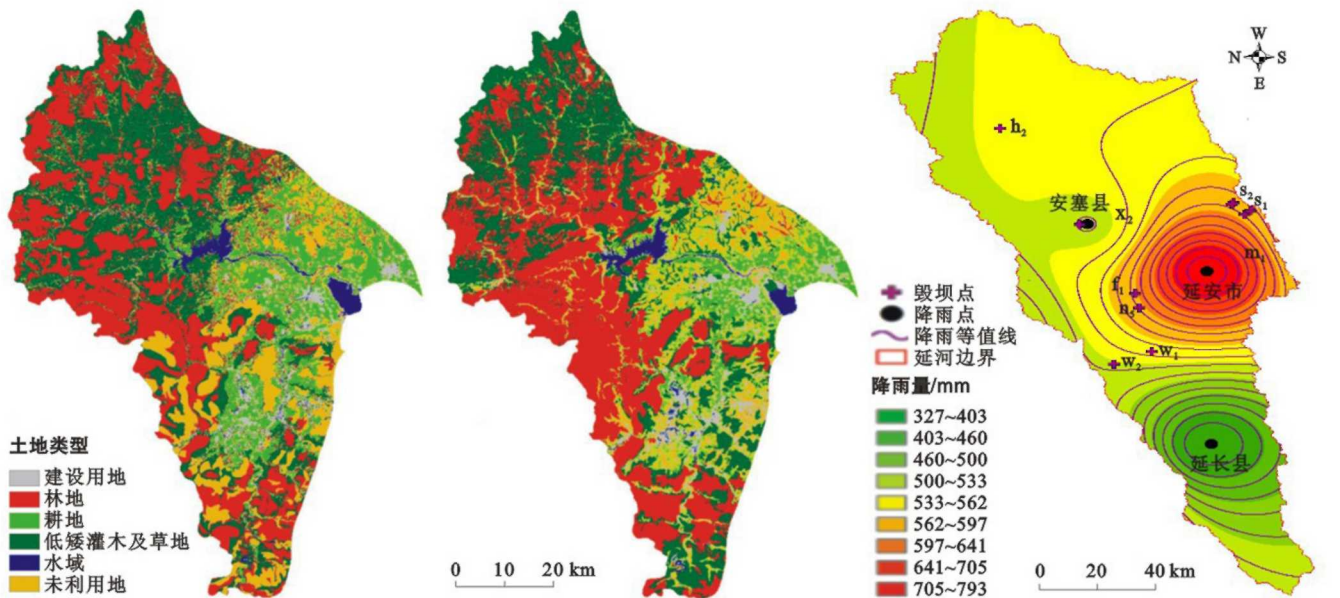 土地类型
建设用地
林地
耕地
低矮灌木及草地
水域
未利用地
0 10 20 km
W
N S
E
h₂
安塞县
X₂
S₂S₁
m₁
延安市
f₁
w₁
w₂
延长县
毁坝点
降雨点
降雨等值线
延河边界
降雨量/mm
327~403
403~460
460~500
500~533
533~562
562~597
597~641
641~705
705~793
0 20 40 km